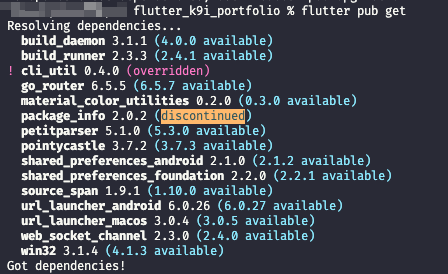 flutter_k9i_portfolio % flutter pub get
Resolving dependencies...
build_daemon 3.1.1 (4.0.0 available)
build_runner 2.3.3 (2.4.1 available)
! cli_util 0.4.0 (overridden)
go_router 6.5.5 (6.5.7 available)
material_color_utilities 0.2.0 (0.3.0 available)
package_info 2.0.2 (discontinued)
petitparser 5.1.0 (5.3.0 available)
pointycastle 3.7.2 (3.7.3 available)
shared_preferences_android 2.1.0 (2.1.2 available)
shared_preferences_foundation 2.2.0 (2.2.1 available)
source_span 1.9.1 (1.10.0 available)
url_launcher_android 6.0.26 (6.0.27 available)
url_launcher_macos 3.0.4 (3.0.5 available)
web_socket_channel 2.3.0 (2.4.0 available)
win32 3.1.4 (4.1.3 available)
Got dependencies!